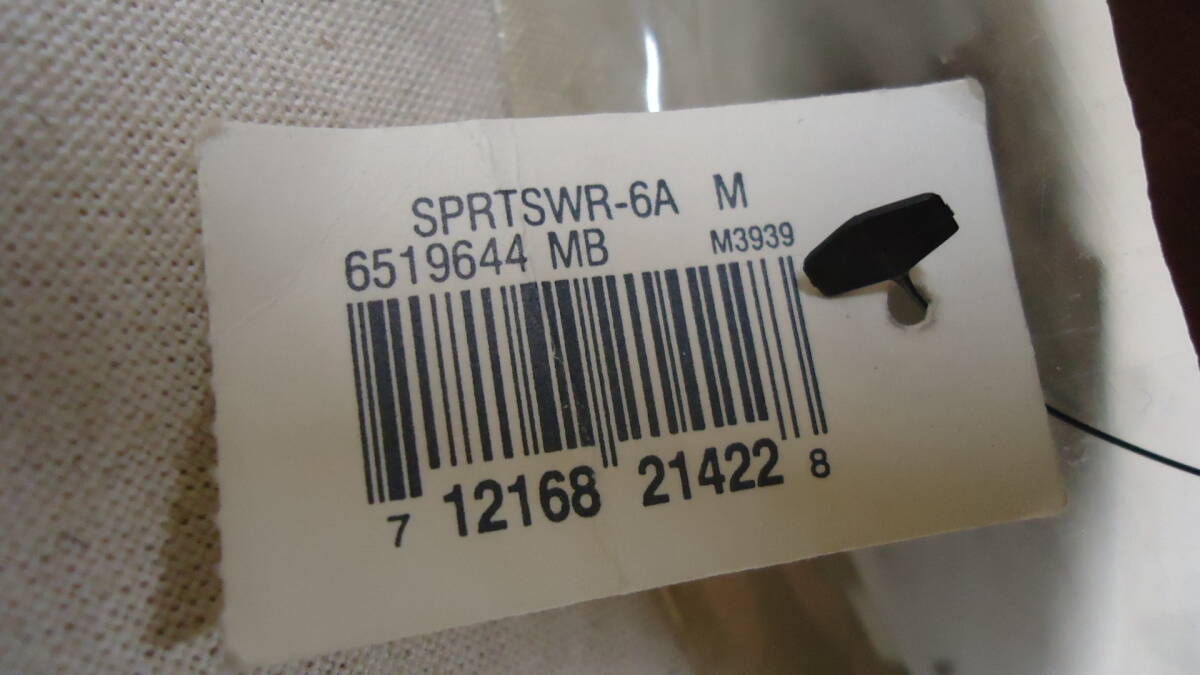 SPRTSWR-6A M
6519644 MB M3939
7 12168 21422 8